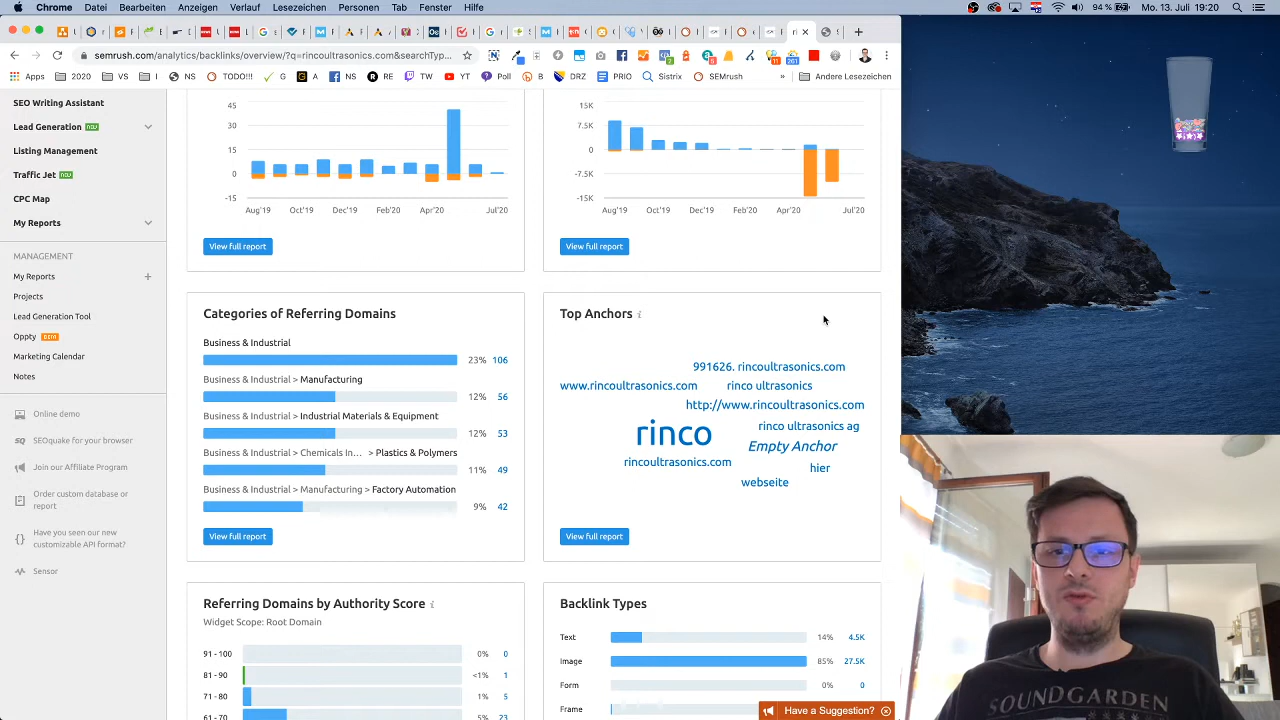 Chrome Datei Bearbeiten Anzeigen Verlauf Lesezeichen Personen Tab Fenster Hilfe
94 % Mo. 13. Juli 19:20
semrush.com/analytics/backlinks/overview/?q=rincoultrasonics.com&searchTyp...
Apps 2020 VS I NS TODO!!! G A NS RE TW Y Poll B DRZ PRIO Sistrix SEMrush » Andere Lesezeichen
SEO Writing Assistant
Lead Generation NEW
Listing Management
Traffic Jet NEW
CPC Map
My Reports
MANAGEMENT
My Reports +
Projects
Lead Generation Tool
Oppty BETA
Marketing Calendar
Notes
Online demo
SEOquake for your browser
Join our Affiliate Program
Order custom database or
report
Have you seen our new
customizable API format?
Sensor
45
30
15
0
-15
Aug'19 Oct'19 Dec'19 Feb'20 Apr'20 Jul'20
View full report
15K
7.5K
0
-7.5K
-15K
Aug'19 Oct'19 Dec'19 Feb'20 Apr'20 Jul'20
View full report
Categories of Referring Domains
Business & Industrial
23% 106
Business & Industrial > Manufacturing
12% 56
Business & Industrial > Industrial Materials & Equipment
12% 53
Business & Industrial > Chemicals In... > Plastics & Polymers
11% 49
Business & Industrial > Manufacturing > Factory Automation
9% 42
View full report
Top Anchors i
991626. rincoultrasonics.com
www.rincoultrasonics.com rinco ultrasonics
http://www.rincoultrasonics.com
rinco rinco ultrasonics ag
Empty Anchor
rincoultrasonics.com hier
webseite
View full report
Referring Domains by Authority Score i
Widget Scope: Root Domain
91 - 100 0% 0
81 - 90 <1% 1
71 - 80 1% 5
61 - 70 5% 23
Backlink Types
Text 14% 4.5K
Image 85% 27.5K
Form 0% 0
Frame
Have a Suggestion?
SOUNDGARDEN